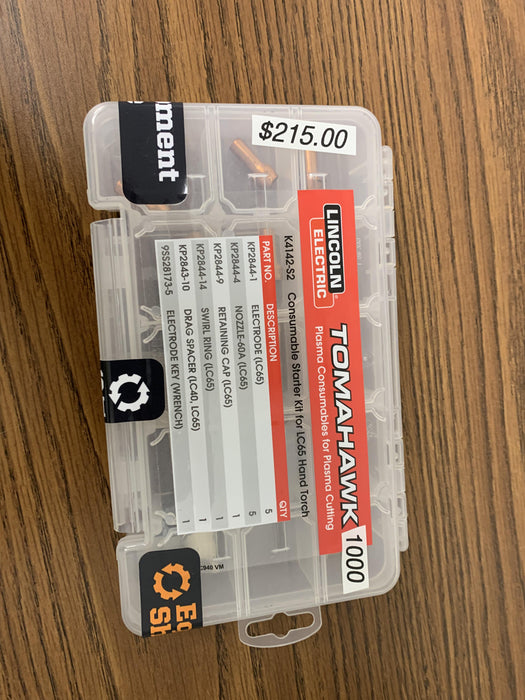 $215.00
LINCOLN®
ELECTRIC
TOMAHAWK 1000
Plasma Consumables for Plasma Cutting
K4142-S2 Consumable Starter Kit for LC65 Hand Torch
PART NO. DESCRIPTION QTY
KP2844-1 ELECTRODE (LC65) 5
KP2844-4 NOZZLE-60A (LC65) 5
KP2844-9 RETAINING CAP (LC65) 1
KP2844-14 SWIRL RING (LC65) 1
KP2843-10 DRAG SPACER (LC40, LC65) 1
9SS28173-5 ELECTRODE KEY (WRENCH) 1
ment
C940 VM